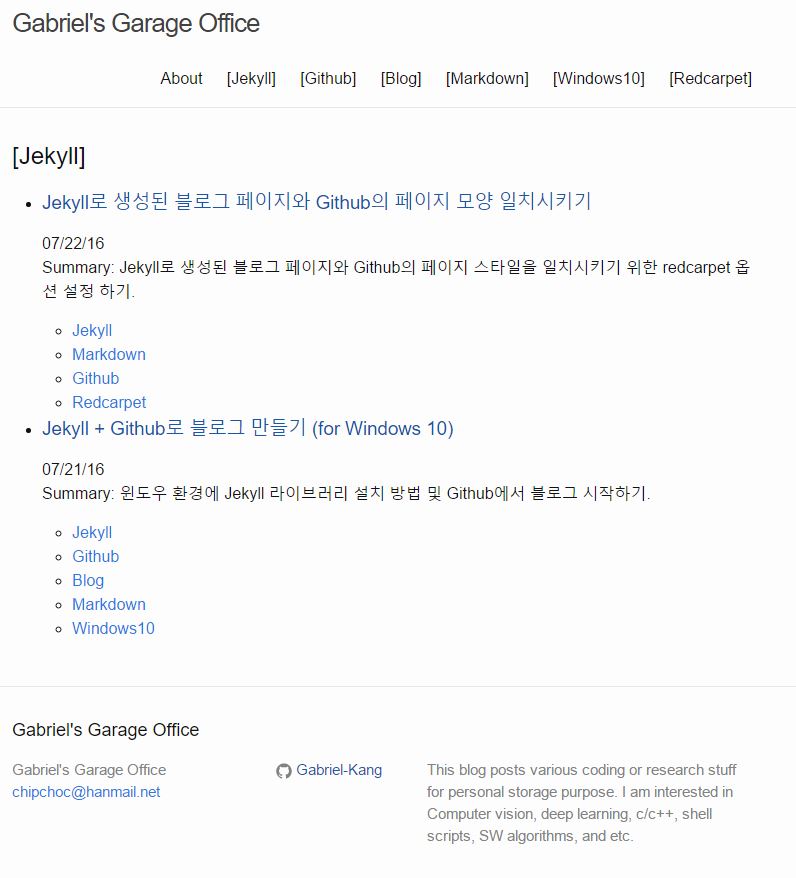 Gabriel's Garage Office
About [Jekyll] [Github] [Blog] [Markdown] [Windows10] [Redcarpet]
[Jekyll]
Jekyll로 생성된 블로그 페이지와 Github의 페이지 모양 일치시키기
07/22/16
Summary: Jekyll로 생성된 블로그 페이지와 Github의 페이지 스타일을 일치시키기 위한 redcarpet 옵
션 설정 하기.
Jekyll
Markdown
Github
Redcarpet
Jekyll + Github로 블로그 만들기 (for Windows 10)
07/21/16
Summary: 윈도우 환경에 Jekyll 라이브러리 설치 방법 및 Github에서 블로그 시작하기.
Jekyll
Github
Blog
Markdown
Windows10
Gabriel's Garage Office
Gabriel's Garage Office
chipchoc@hanmail.net
Gabriel-Kang
This blog posts various coding or research stuff
for personal storage purpose. I am interested in
Computer vision, deep learning, c/c++, shell
scripts, SW algorithms, and etc.